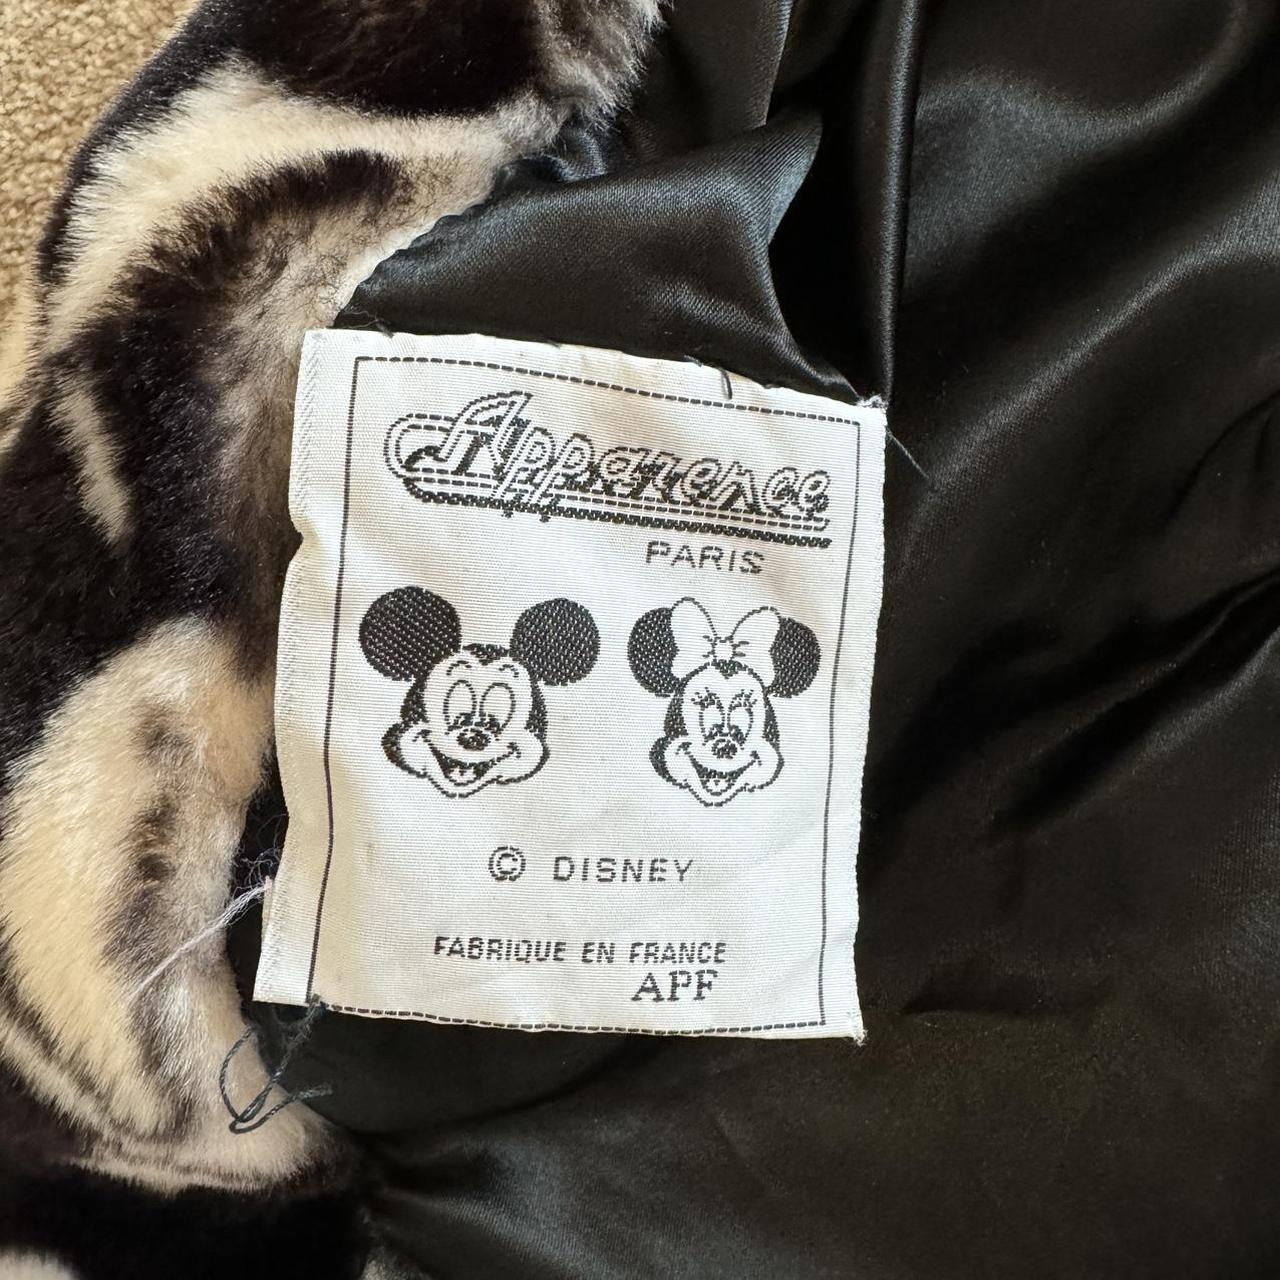 Apparence
PARIS
© DISNEY
FABRIQUE EN FRANCE
APF